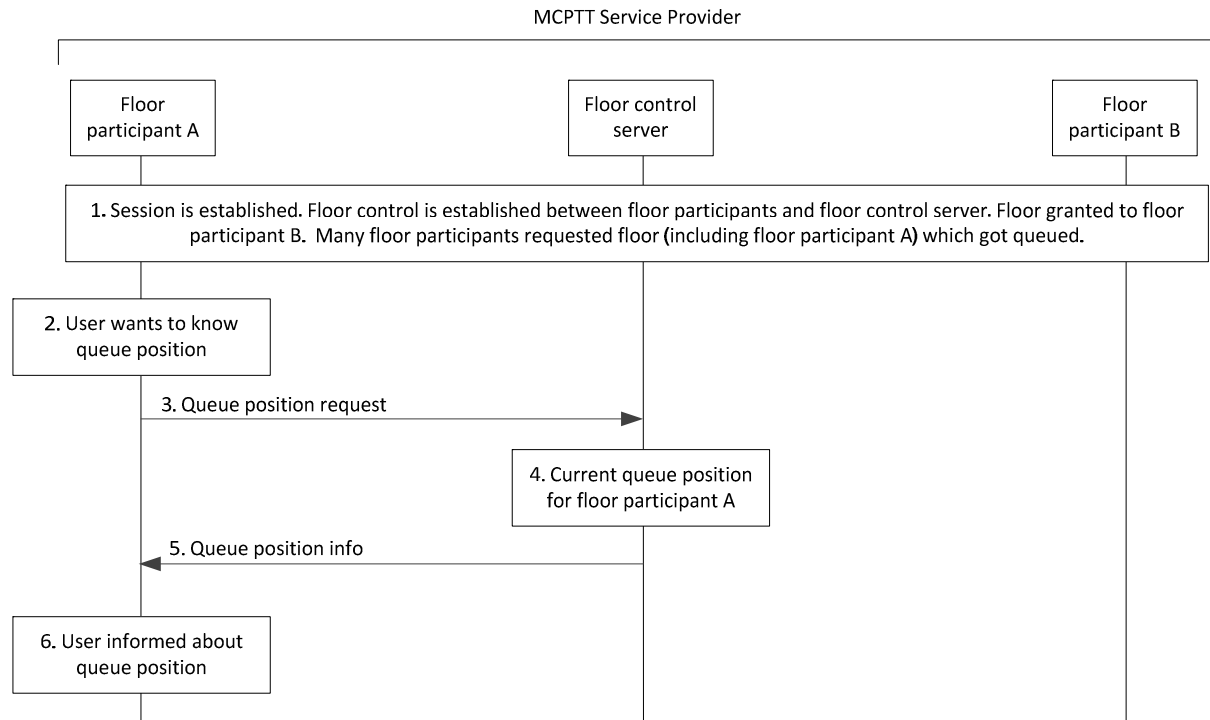 MCPTT Service Provider
Floor
participant A
Floor control
server
Floor
participant B
1. Session is established. Floor control is established between floor participants and floor control server. Floor granted to floor
participant B.  Many floor participants requested floor (including floor participant A) which got queued.
2. User wants to know
queue position
3. Queue position request
4. Current queue position
for floor participant A
5. Queue position info
6. User informed about
queue position